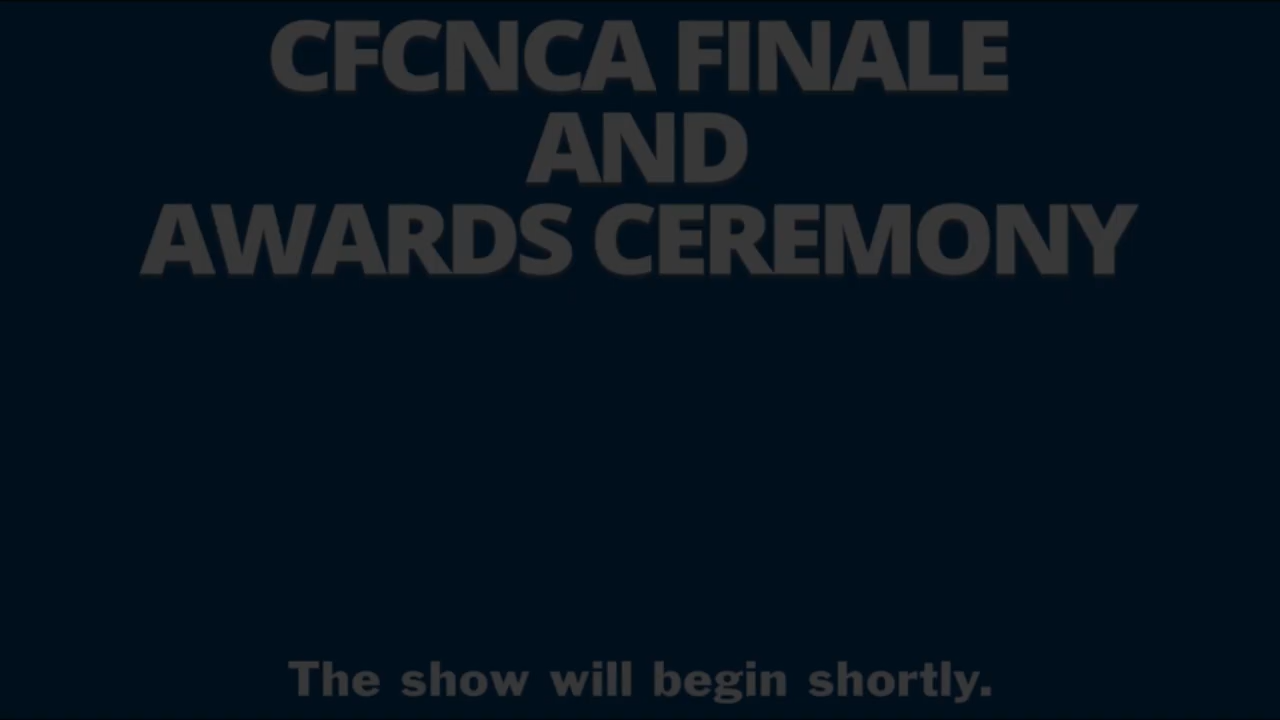 CFCNCA FINALE
AND
AWARDS CEREMONY
The show will begin shortly.